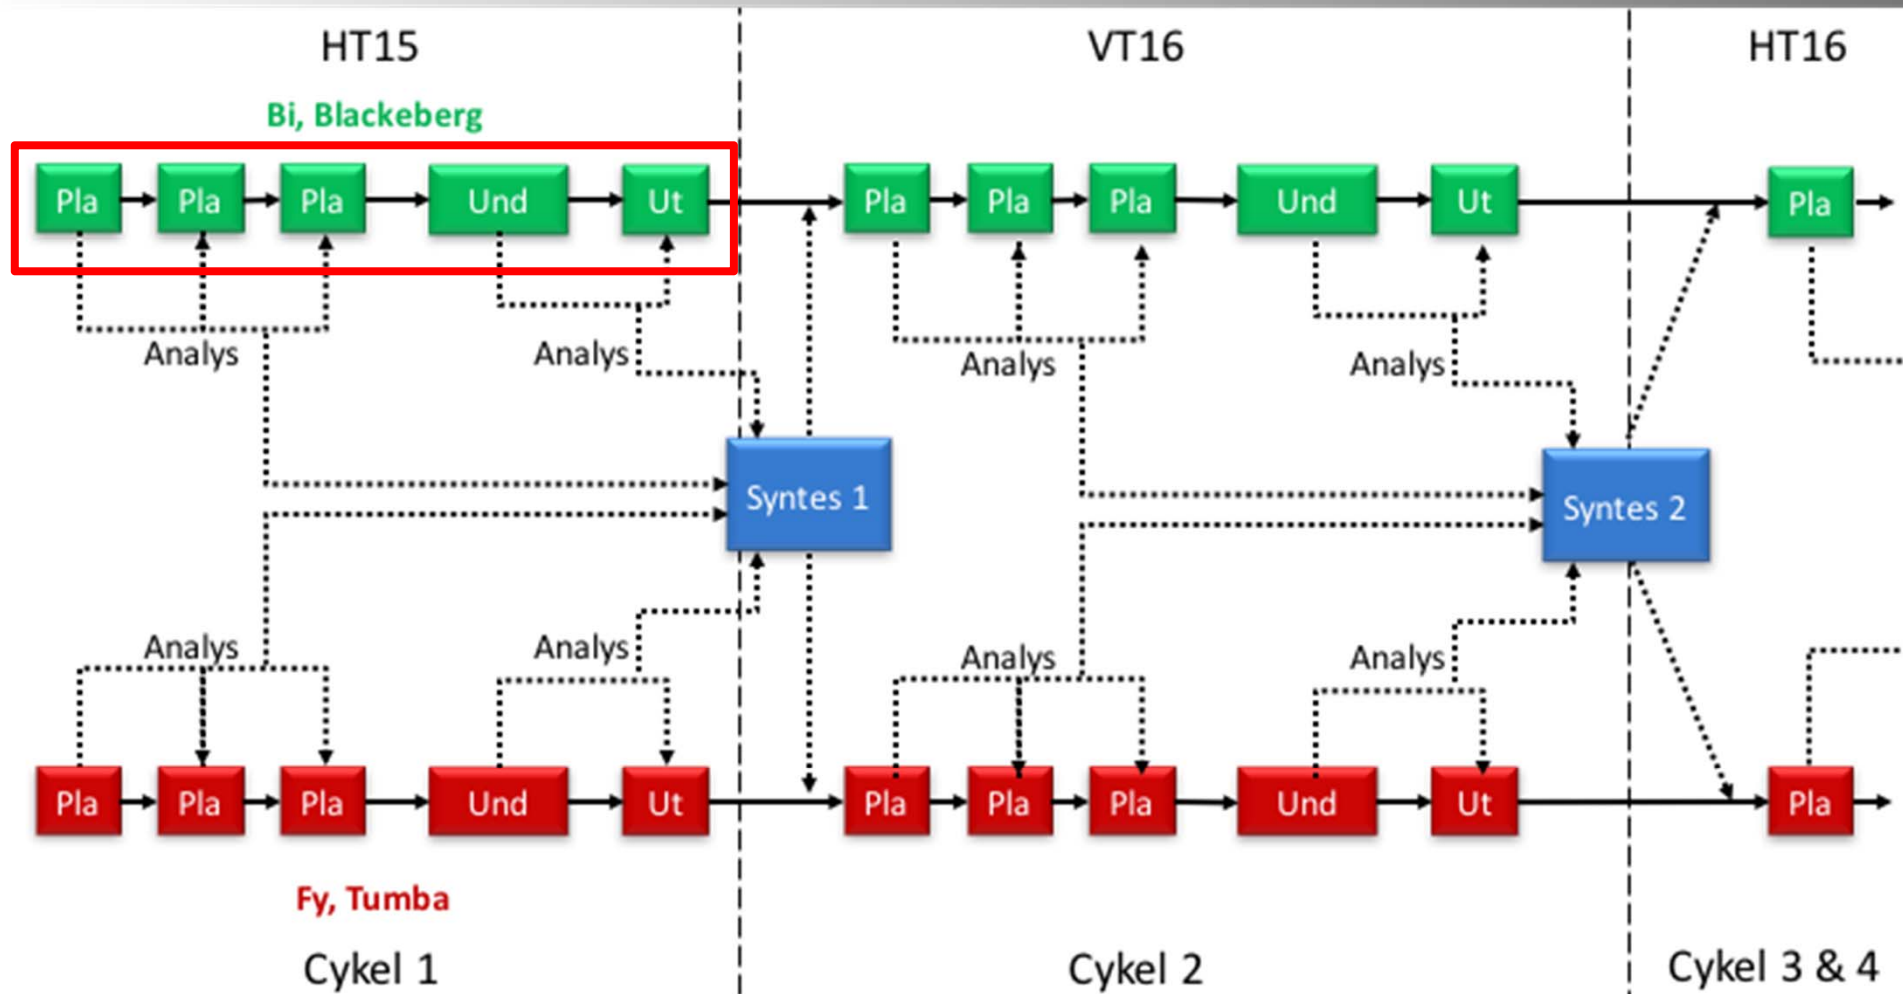 HT15 VT16 HT16
Bi, Blackeberg
Pla Pla Pla Und Ut Pla Pla Pla Und Ut Pla
Analys Analys Analys Analys
Syntes 1 Syntes 2
Analys Analys Analys Analys
Pla Pla Pla Und Ut Pla Pla Pla Und Ut Pla
Fy, Tumba
Cykel 1 Cykel 2 Cykel 3 & 4